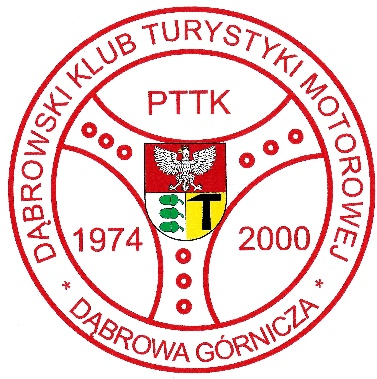 DĄBROWSKI KLUB TURYSTYKI MOTOROWEJ
PTTK
1974
2000
* DĄBROWA GÓRNICZA *